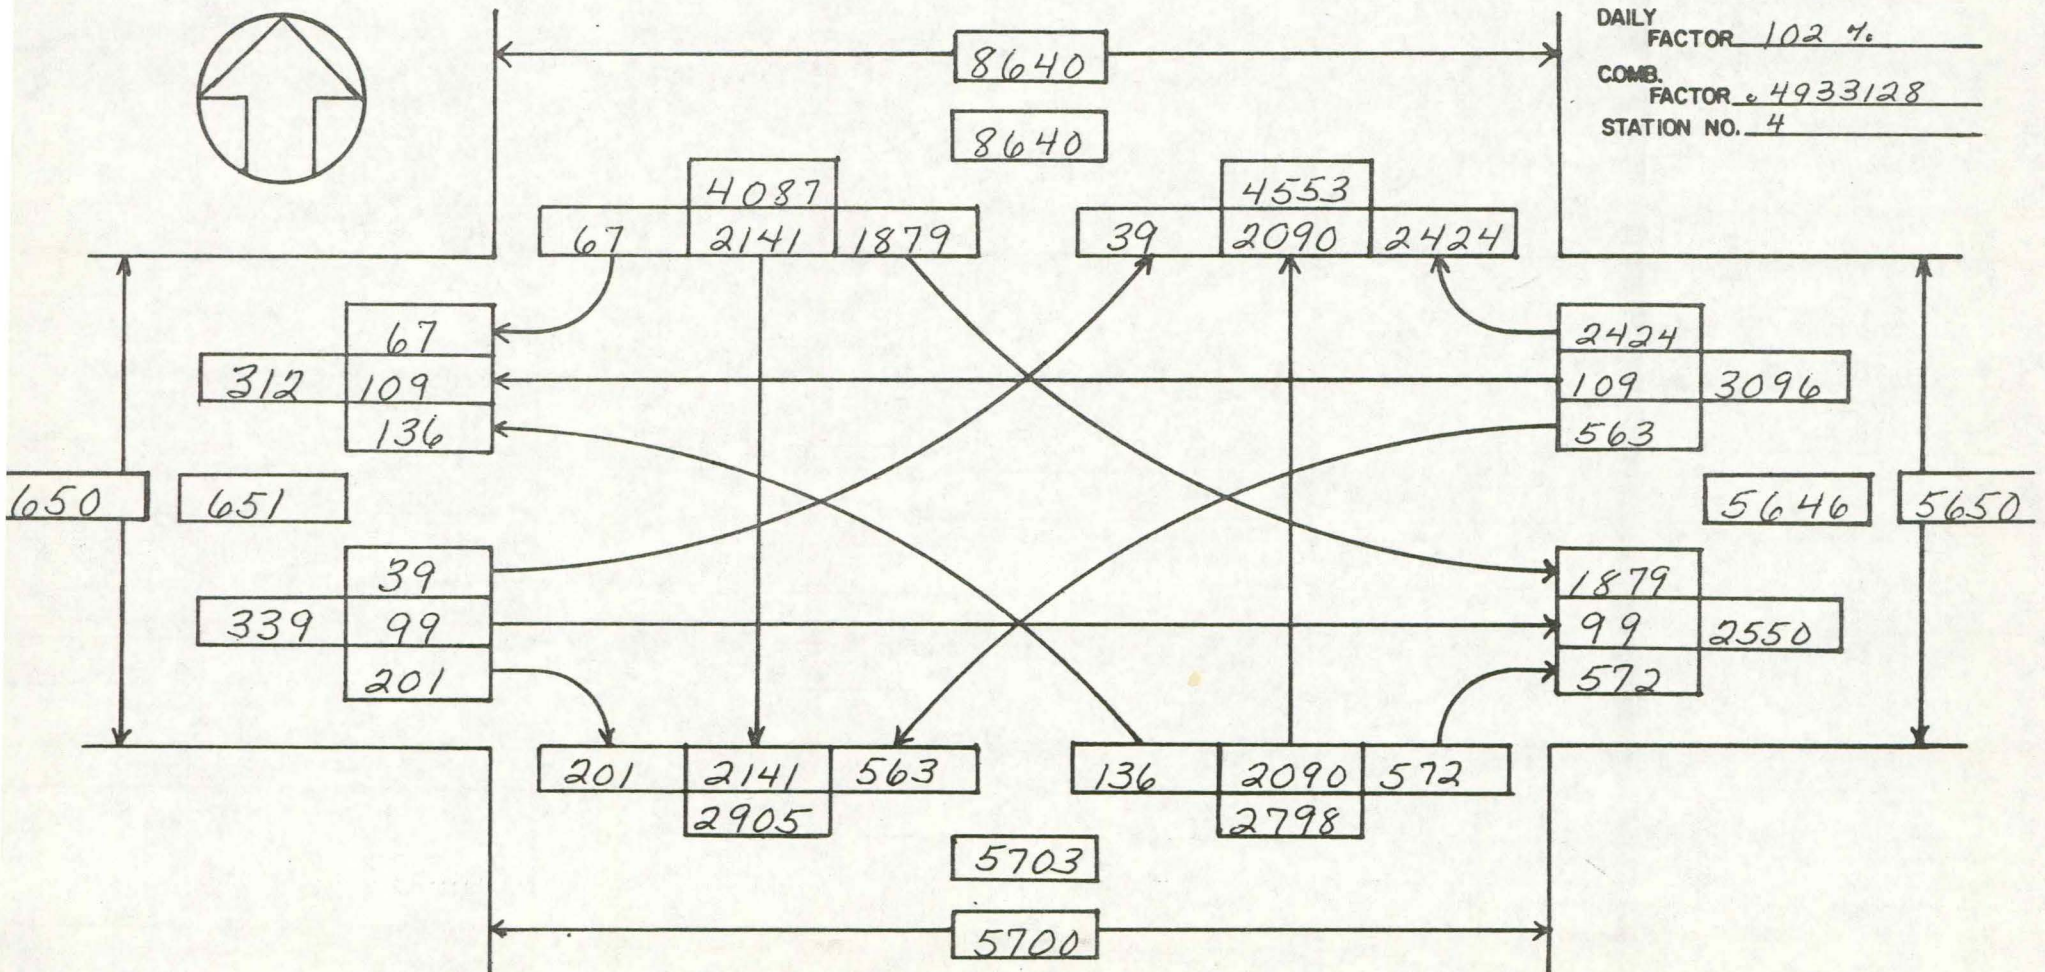 DAILY
FACTOR 102 %
COMB.
FACTOR .4933128
STATION NO. 4
8640
8640
4087
67 2141 1879
4553
39 2090 2424
67
312 109
136
2424
109 3096
563
650 651
5646 5650
39
339 99
201
1879
99 2550
572
201 2141 563
2905
136 2090 572
2798
5703
5700